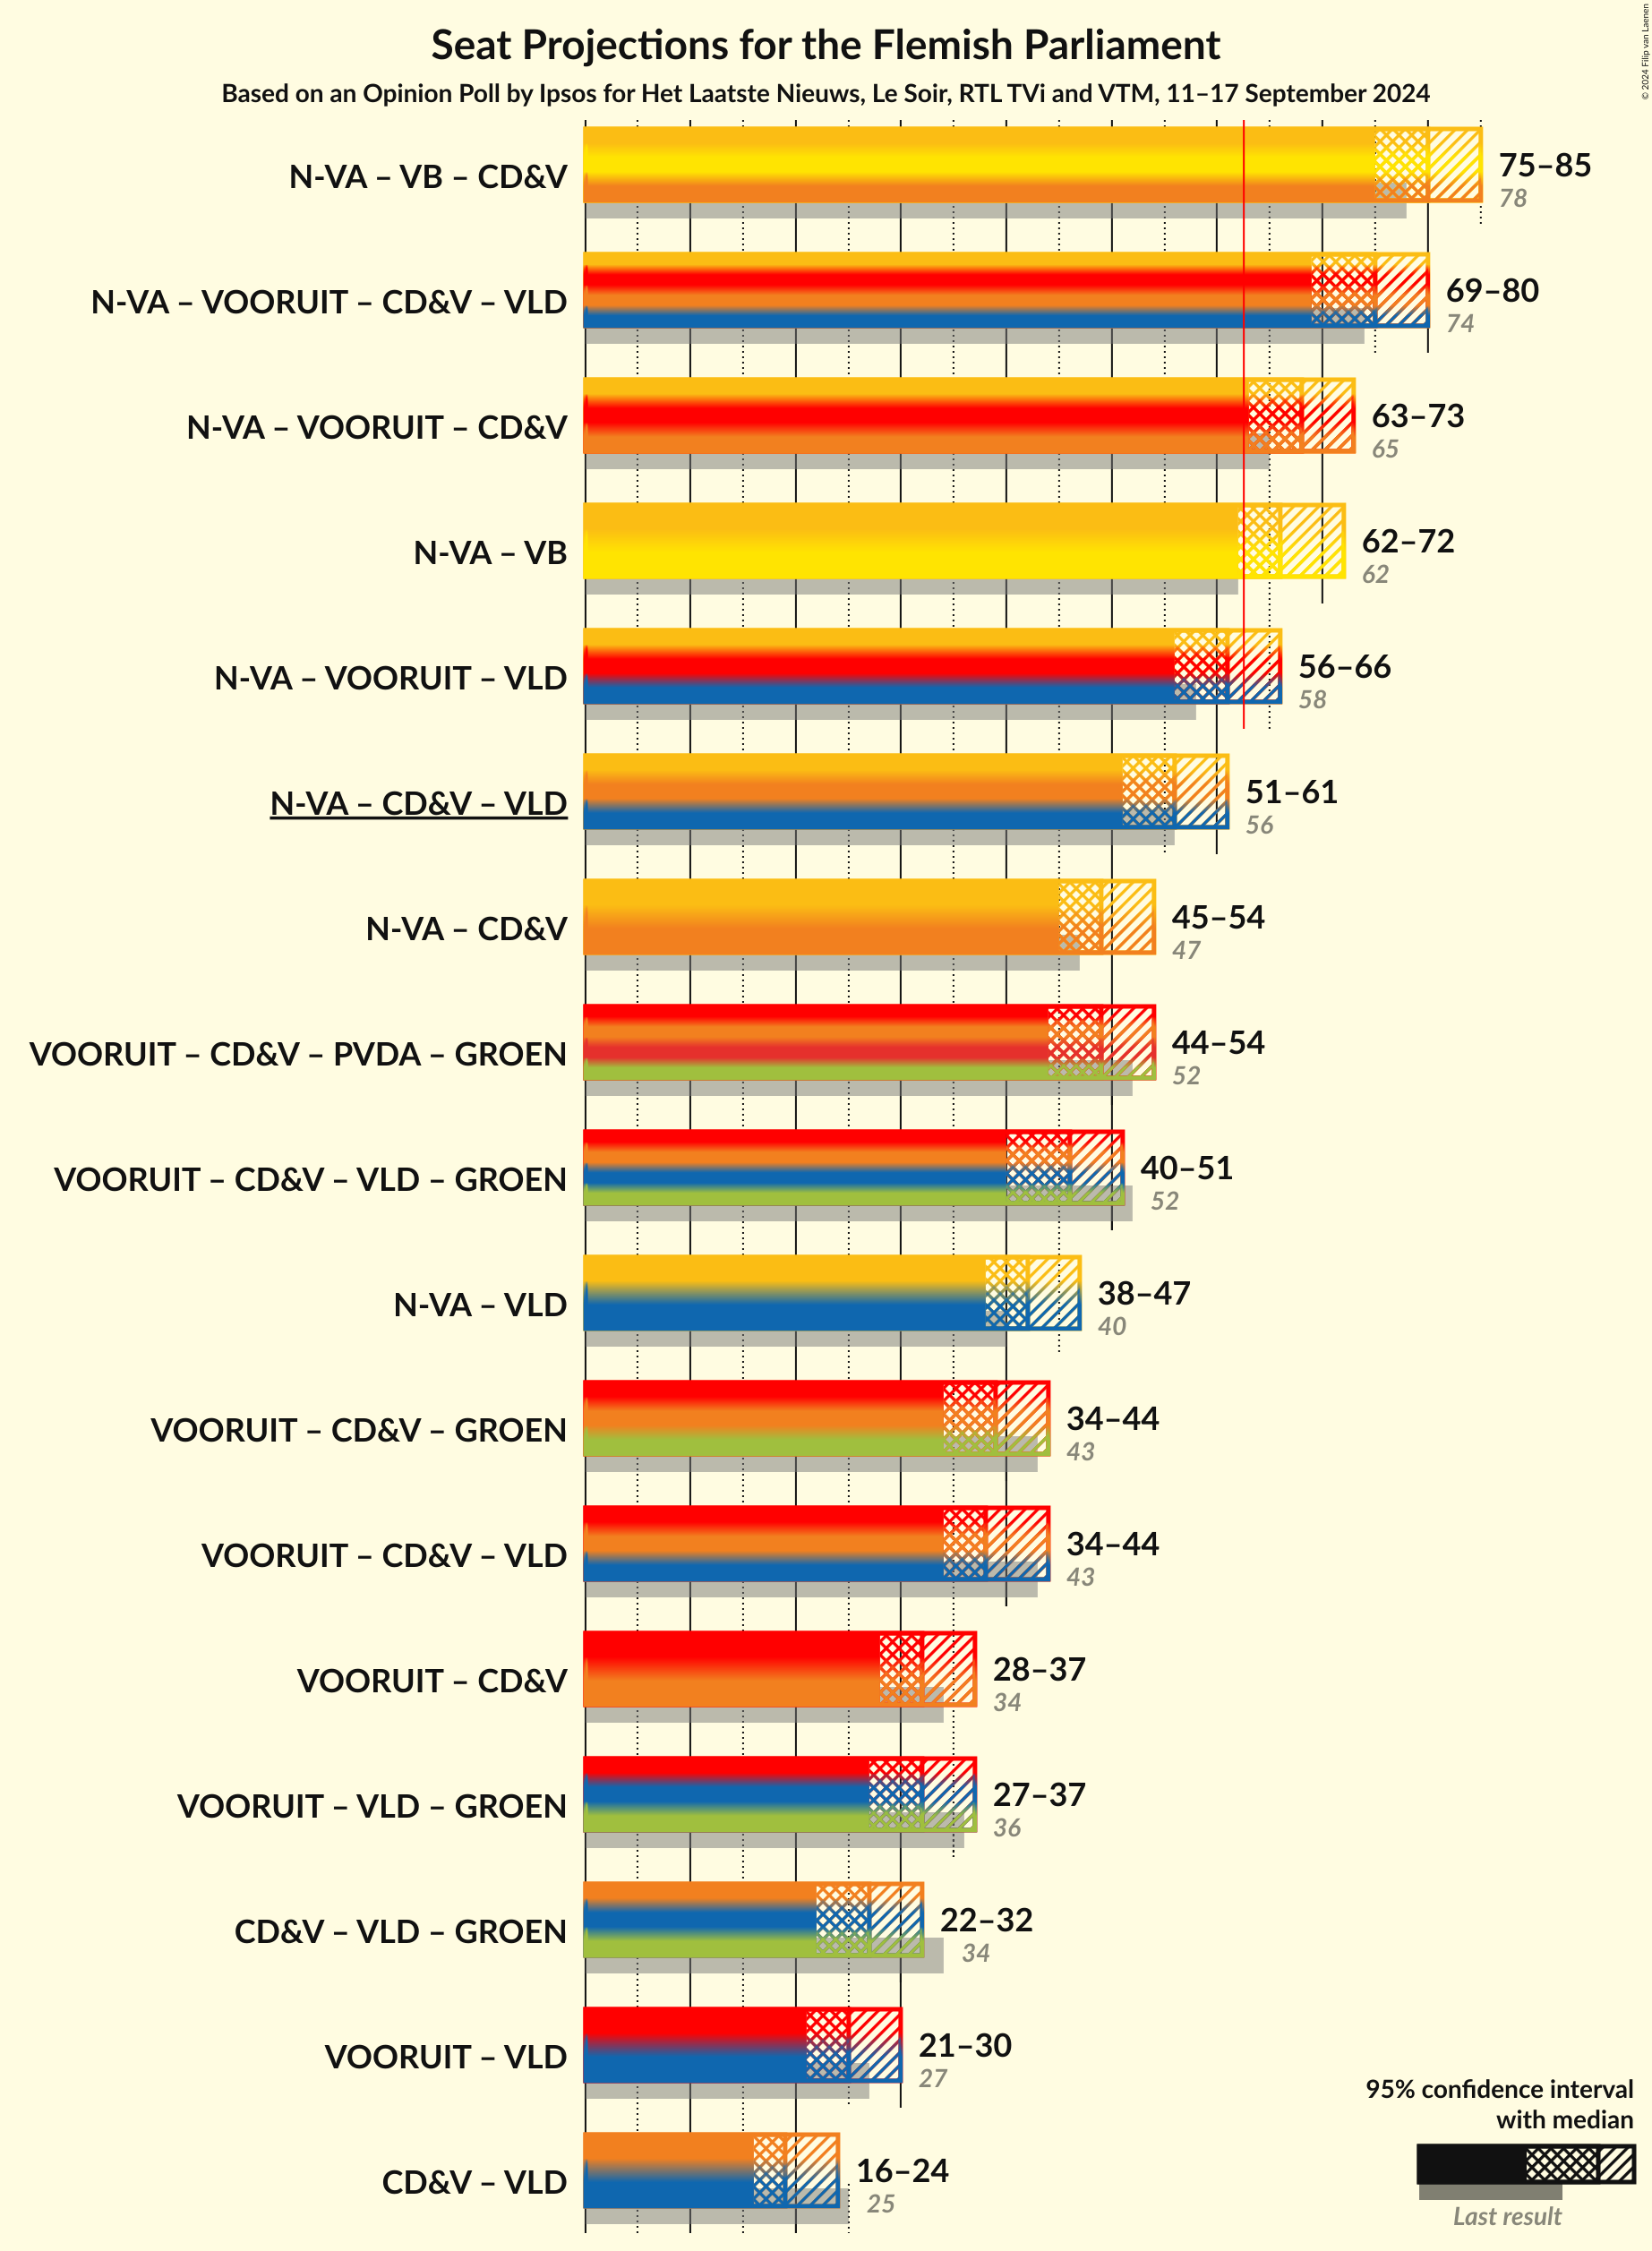 Seat Projections for the Flemish Parliament
Based on an Opinion Poll by Ipsos for Het Laatste Nieuws, Le Soir, RTL TVi and VTM, 11–17 September 2024
© 2024 Filip van Laenen
N-VA – VB – CD&V
75–85
78
N-VA – VOORUIT – CD&V – VLD
69–80
74
N-VA – VOORUIT – CD&V
63–73
65
N-VA – VB
62–72
62
N-VA – VOORUIT – VLD
56–66
58
N-VA – CD&V – VLD
51–61
56
N-VA – CD&V
45–54
47
VOORUIT – CD&V – PVDA – GROEN
44–54
52
VOORUIT – CD&V – VLD – GROEN
40–51
52
N-VA – VLD
38–47
40
VOORUIT – CD&V – GROEN
34–44
43
VOORUIT – CD&V – VLD
34–44
43
VOORUIT – CD&V
28–37
34
VOORUIT – VLD – GROEN
27–37
36
CD&V – VLD – GROEN
22–32
34
VOORUIT – VLD
21–30
27
CD&V – VLD
16–24
25
95% confidence interval
with median
Last result